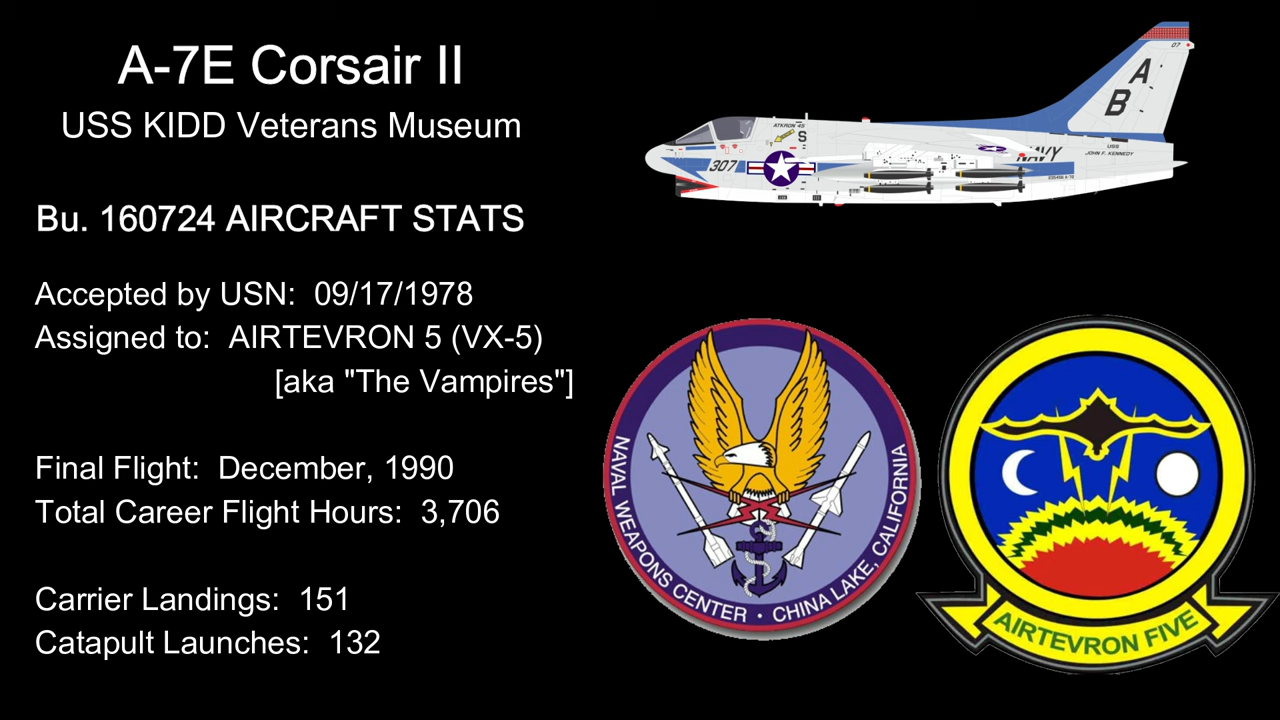 A-7E Corsair II
USS KIDD Veterans Museum
Bu. 160724 AIRCRAFT STATS
Accepted by USN: 09/17/1978
Assigned to: AIRTEVRON 5 (VX-5)
[aka "The Vampires"]
Final Flight: December, 1990
Total Career Flight Hours: 3,706
Carrier Landings: 151
Catapult Launches: 132
07
A
B
ATKRON 46
S
307
NAVY
USS
JOHN F. KENNEDY
NAVAL WEAPONS CENTER · CHINA LAKE, CALIFORNIA
AIRTEVRON FIVE